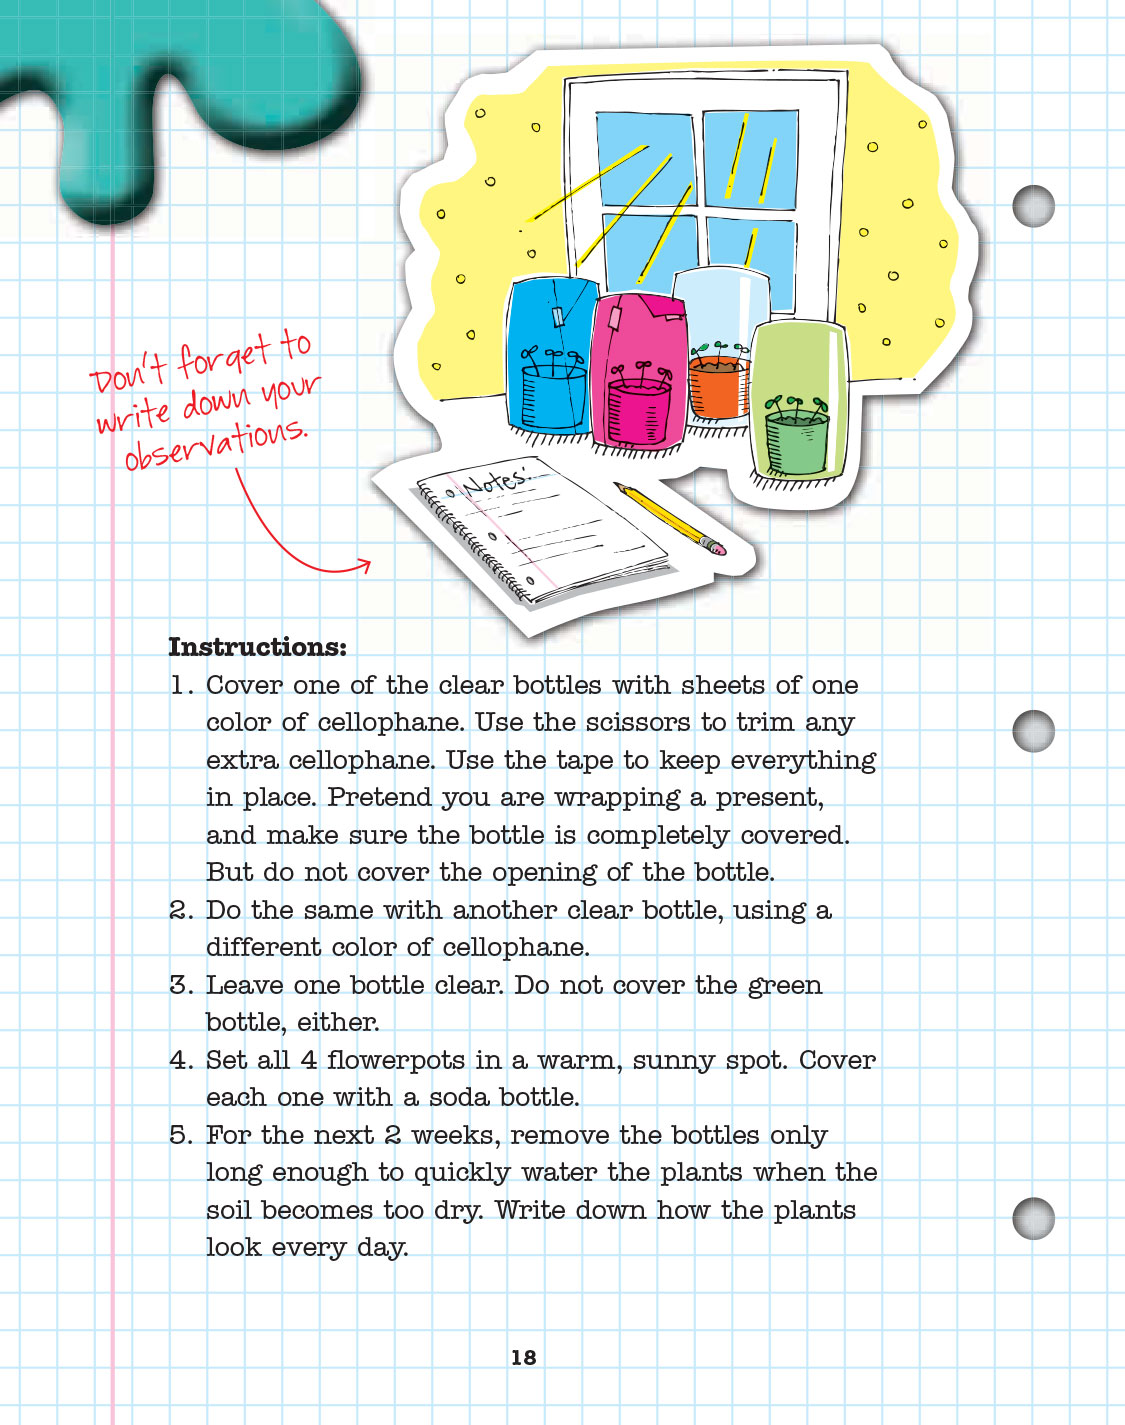 Don't forget to
write down your
observations.
Notes:
Instructions:
1. Cover one of the clear bottles with sheets of one
color of cellophane. Use the scissors to trim any
extra cellophane. Use the tape to keep everything
in place. Pretend you are wrapping a present,
and make sure the bottle is completely covered.
But do not cover the opening of the bottle.
2. Do the same with another clear bottle, using a
different color of cellophane.
3. Leave one bottle clear. Do not cover the green
bottle, either.
4. Set all 4 flowerpots in a warm, sunny spot. Cover
each one with a soda bottle.
5. For the next 2 weeks, remove the bottles only
long enough to quickly water the plants when the
soil becomes too dry. Write down how the plants
look every day.
18